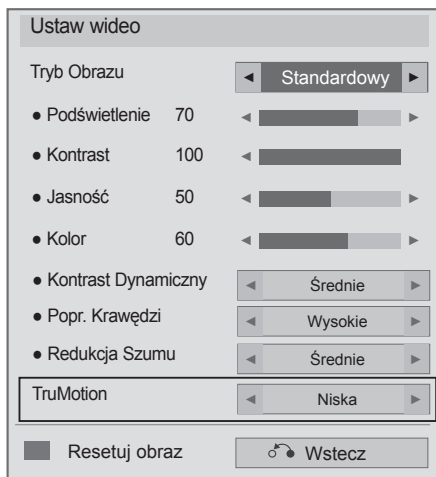 Ustaw wideo
Tryb Obrazu ◄ Standardowy ►
● Podświetlenie 70 ◄ ►
● Kontrast 100 ◄
● Jasność 50 ◄ ►
● Kolor 60 ◄ ►
● Kontrast Dynamiczny ◄ Średnie ►
● Popr. Krawędzi ◄ Wysokie ►
● Redukcja Szumu ◄ Średnie ►
TruMotion ◄ Niska ►
Resetuj obraz Wstecz